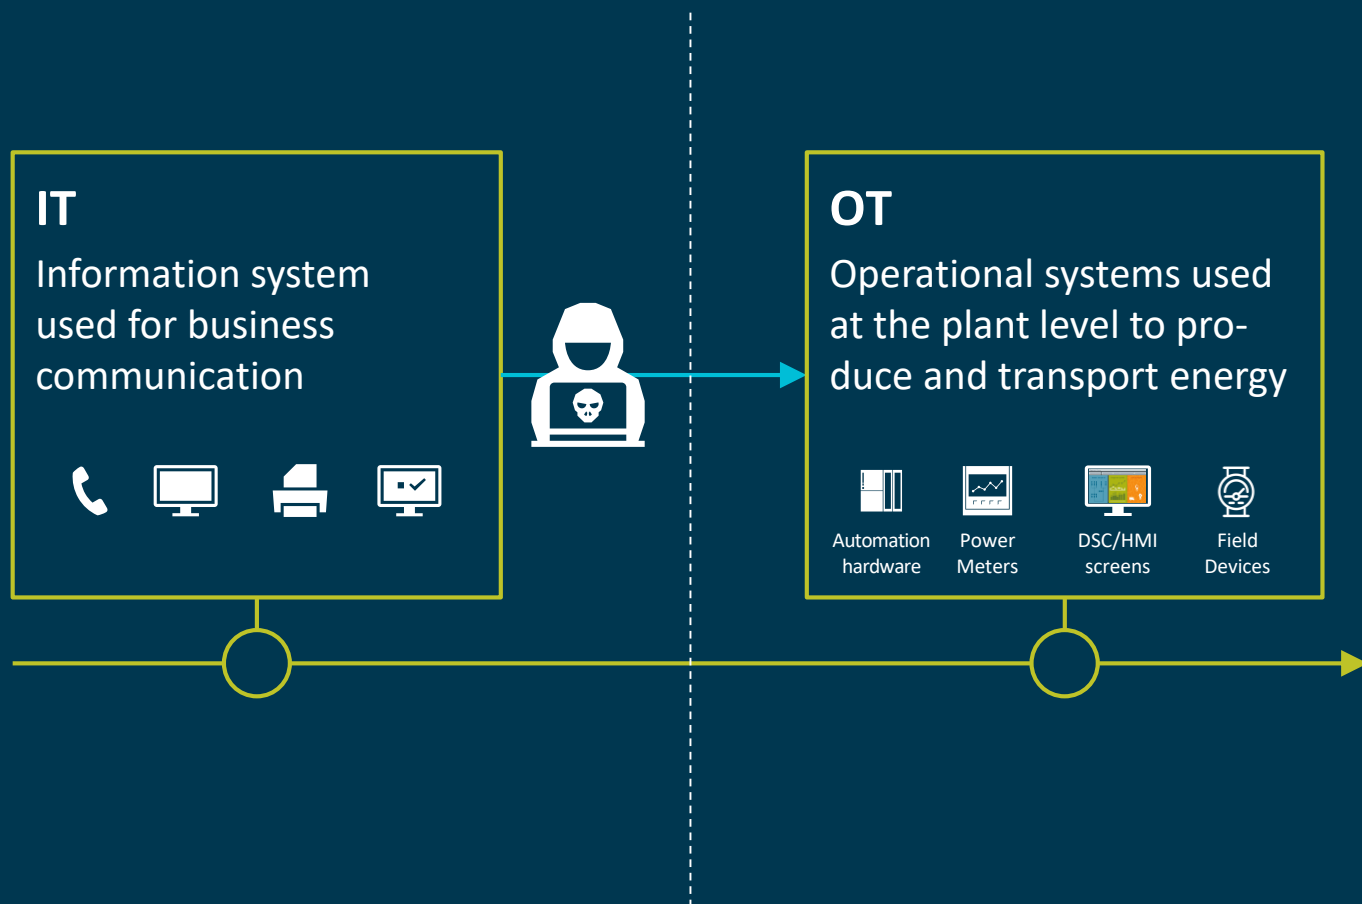 IT
Information system
used for business
communication
OT
Operational systems used
at the plant level to pro-
duce and transport energy
Automation
hardware
Power
Meters
DSC/HMI
screens
Field
Devices